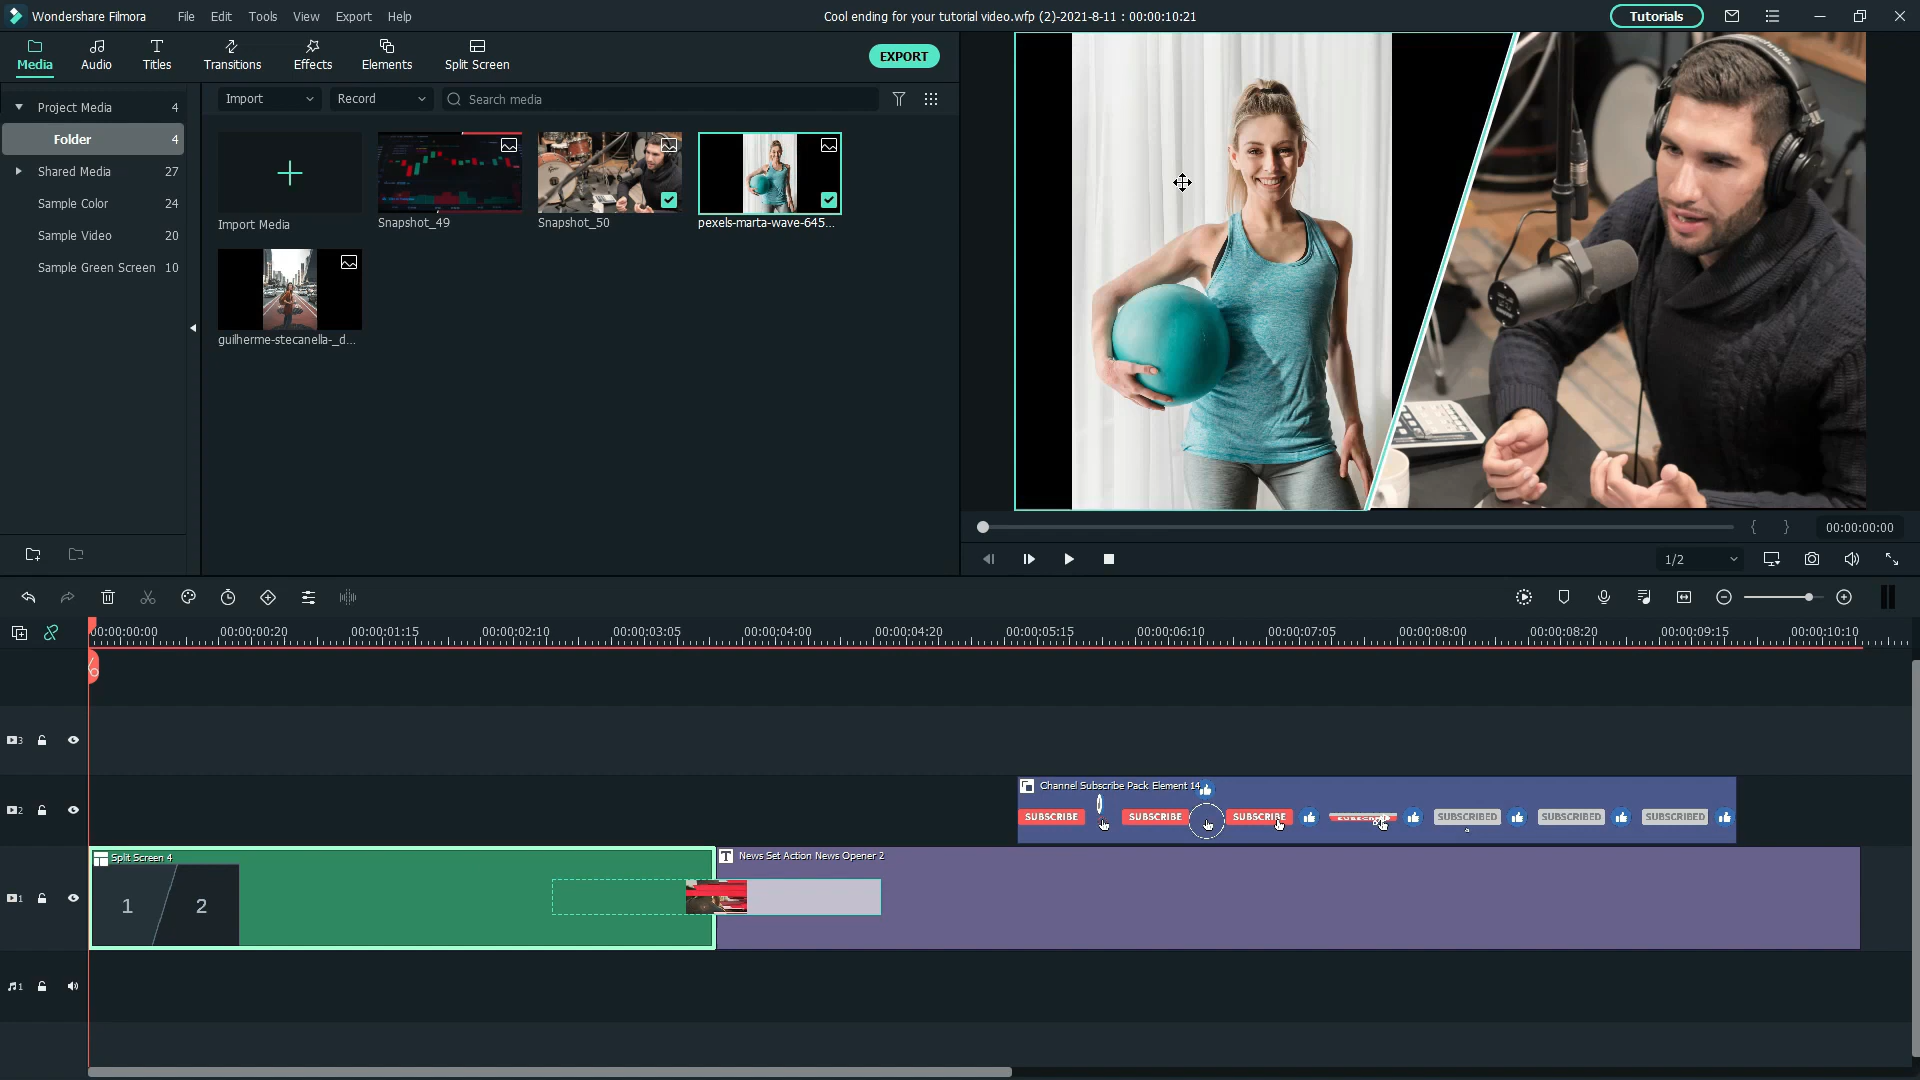 Wondershare Filmora File Edit Tools View Export Help
Cool ending for your tutorial video.wfp (2)-2021-8-11 : 00:00:10:21
Tutorials
Media Audio Titles Transitions Effects Elements Split Screen
EXPORT
Project Media 4
Folder 4
Shared Media 27
Sample Color 24
Sample Video 20
Sample Green Screen 10
Import Record Search media
Import Media
Snapshot_49
Snapshot_50
pexels-marta-wave-645...
guilherme-stecanella-_d...
{ } 00:00:00:00
1/2
00:00:00:00 00:00:00:20 00:00:01:15 00:00:02:10 00:00:03:05 00:00:04:00 00:00:04:20 00:00:05:15 00:00:06:10 00:00:07:05 00:00:08:00 00:00:08:20 00:00:09:15 00:00:10:10
3
2
Channel Subscribe Pack Element 14
SUBSCRIBE SUBSCRIBE SUBSCRIBE SUBSCRIBED SUBSCRIBED SUBSCRIBED
1
Split Screen 4
1 2
T News Set Action News Opener 2
1